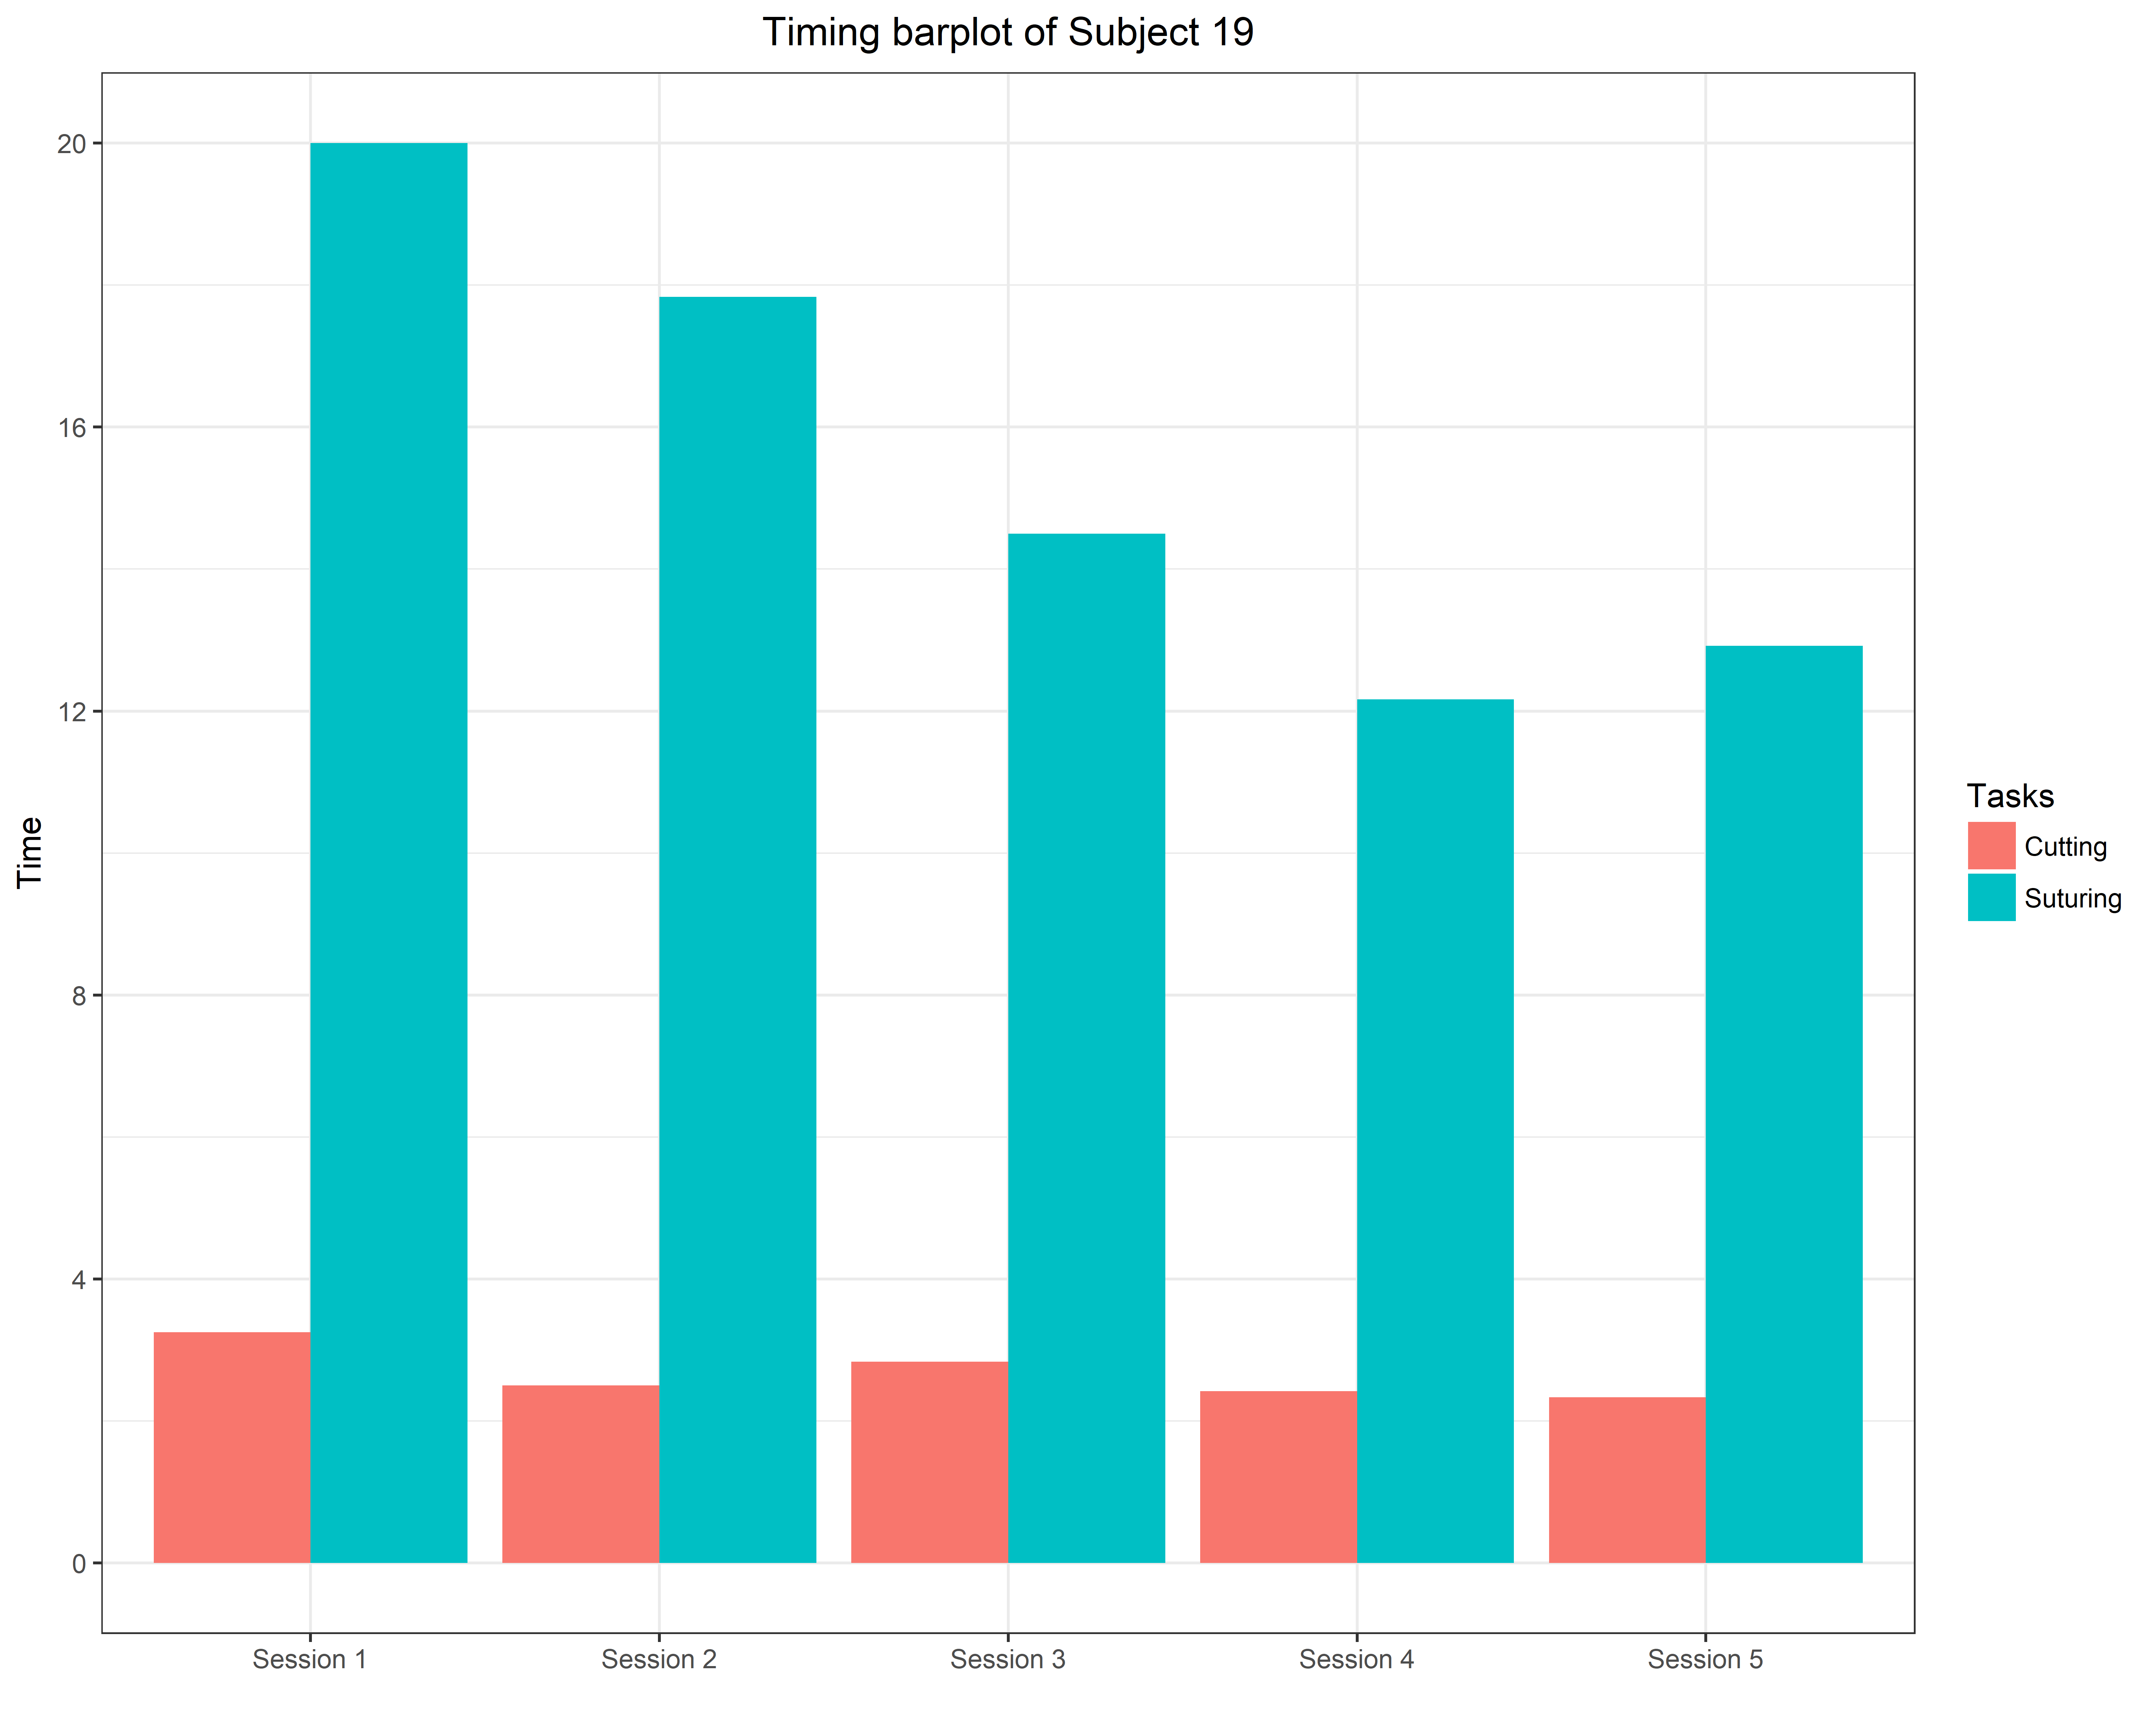 Timing barplot of Subject 19
20
16
12
8
4
0
Time
Session 1
Session 2
Session 3
Session 4
Session 5
Tasks
Cutting
Suturing